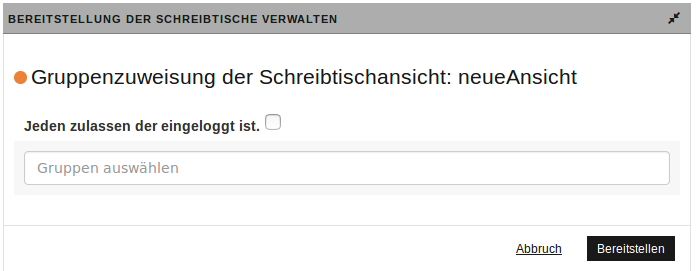 BEREITSTELLUNG DER SCHREIBTISCHE VERWALTEN
Gruppenzuweisung der Schreibtischansicht: neueAnsicht
Jeden zulassen der eingeloggt ist.
Gruppen auswählen
Abbruch Bereitstellen